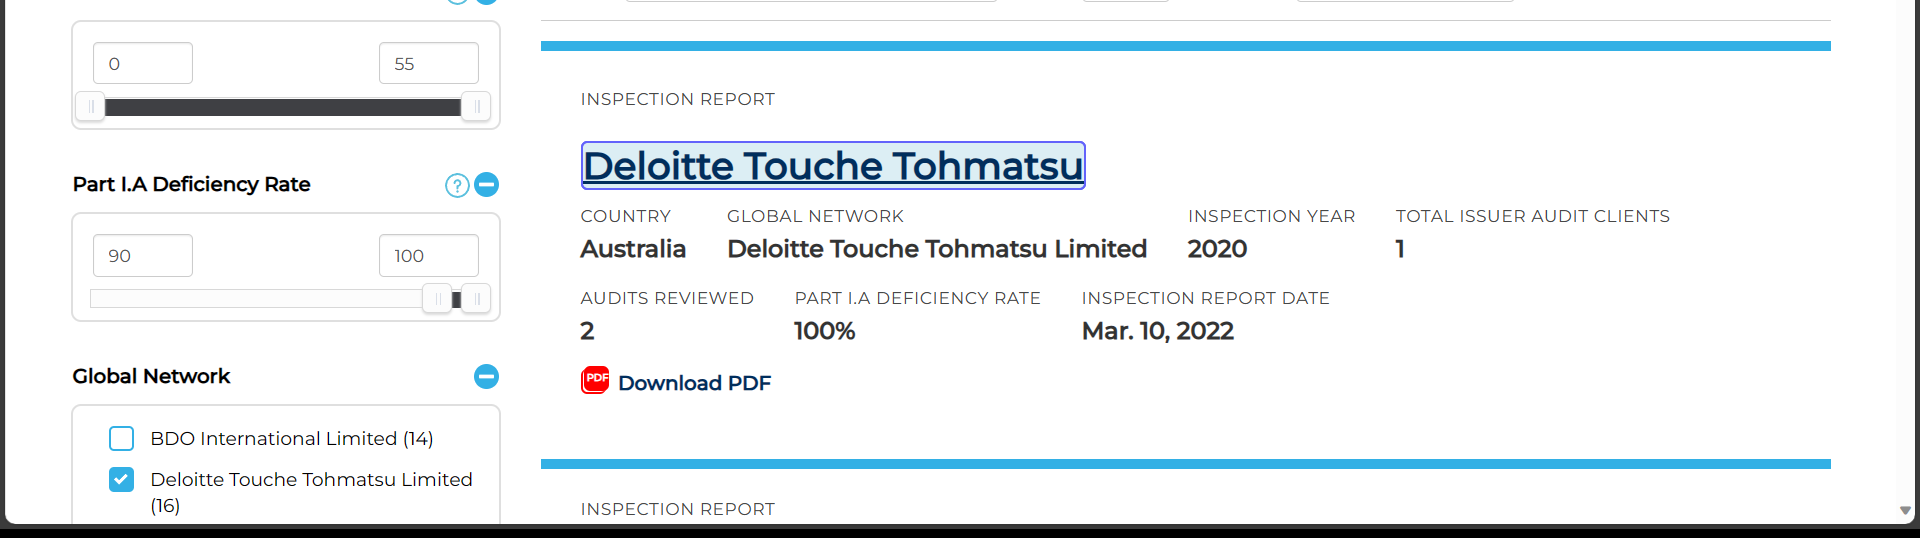 0
55
Part I.A Deficiency Rate
?
90
100
Global Network
BDO International Limited (14)
Deloitte Touche Tohmatsu Limited
(16)
INSPECTION REPORT
Deloitte Touche Tohmatsu
COUNTRY GLOBAL NETWORK INSPECTION YEAR TOTAL ISSUER AUDIT CLIENTS
Australia Deloitte Touche Tohmatsu Limited 2020 1
AUDITS REVIEWED PART I.A DEFICIENCY RATE INSPECTION REPORT DATE
2 100% Mar. 10, 2022
PDF Download PDF
INSPECTION REPORT